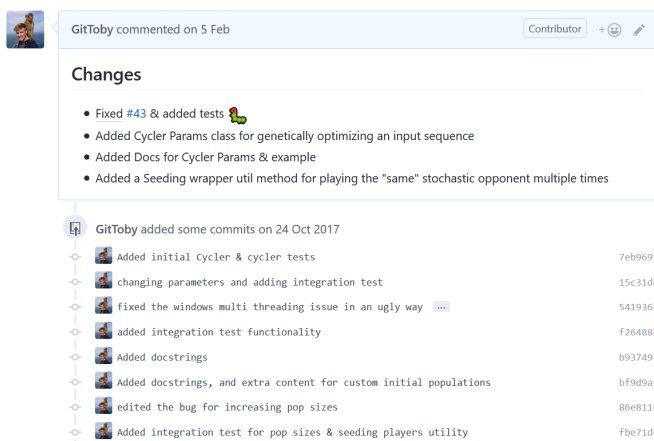 GitToby commented on 5 Feb Contributor
Changes
Fixed #43 & added tests
Added Cycler Params class for genetically optimizing an input sequence
Added Docs for Cycler Params & example
Added a Seeding wrapper util method for playing the "same" stochastic opponent multiple times
GitToby added some commits on 24 Oct 2017
Added initial Cycler & cycler tests 7eb969
changing parameters and adding integration test 15c31d
fixed the windows multi threading issue in an ugly way ... 541936
added integration test functionality f26488
Added docstrings b93749
Added docstrings, and extra content for custom initial populations bf9d9a
edited the bug for increasing pop sizes 86e811
Added integration test for pop sizes & seeding players utility fbe71d